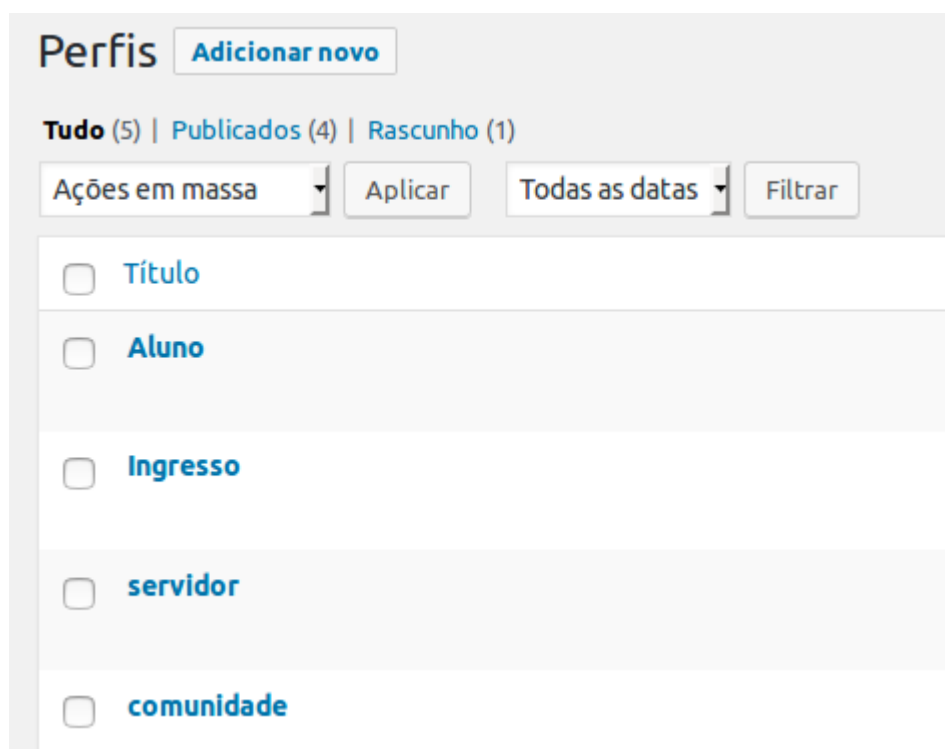 Perfis Adicionar novo
Tudo (5) | Publicados (4) | Rascunho (1)
Ações em massa Aplicar Todas as datas Filtrar
Título
Aluno
Ingresso
servidor
comunidade